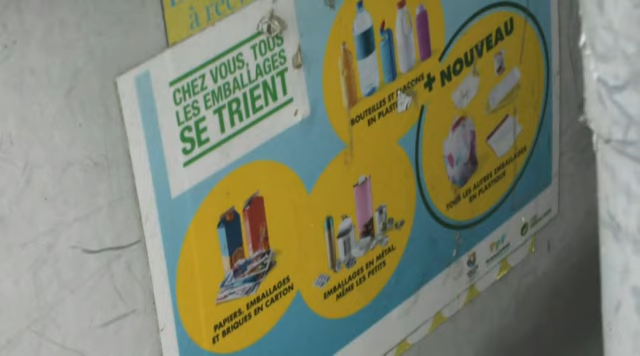 à rec
CHEZ VOUS, TOUS
LES EMBALLAGES
SE TRIENT
BOUTEILLES ET FLACONS
EN PLASTIQUE
+ NOUVEAU
TOUS LES AUTRES EMBALLAGES
EN PLASTIQUE
PAPIERS, EMBALLAGES
ET BRIQUES EN CARTON
EMBALLAGES EN MÉTAL,
MÊME LES PETITS